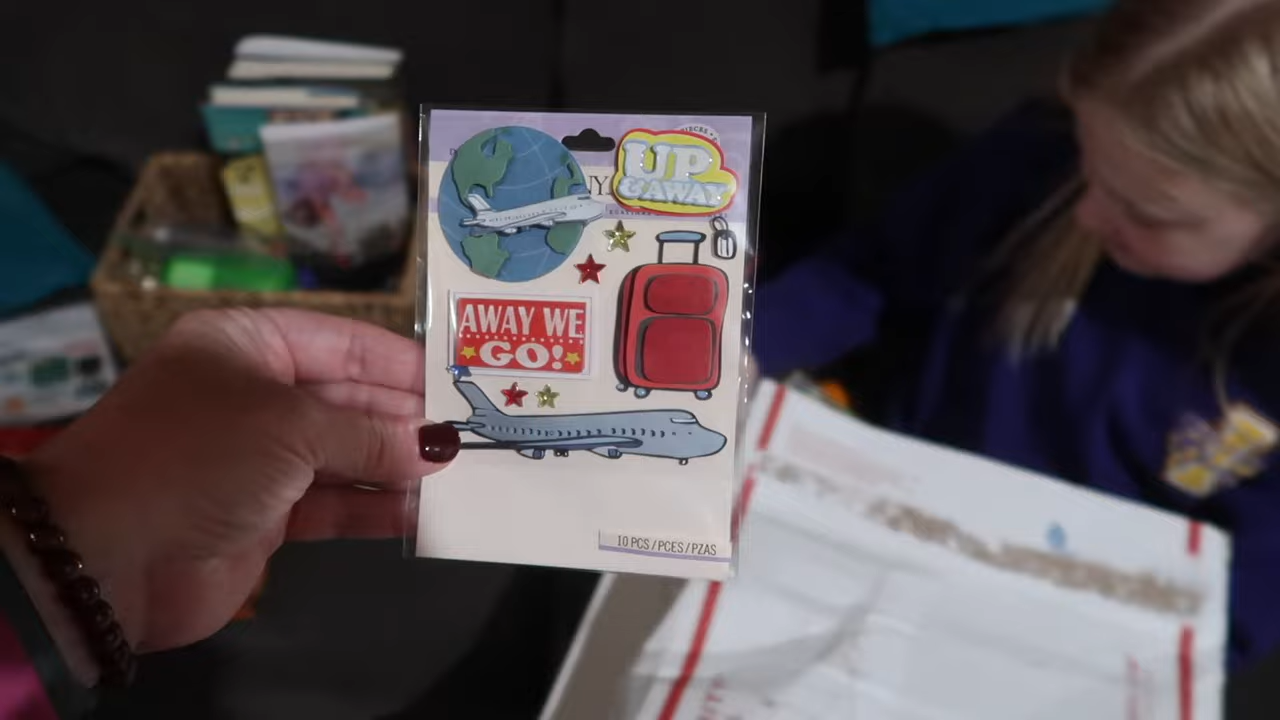 UP
& AWAY
AWAY WE
GO!
10 PCS / PCES / PZAS